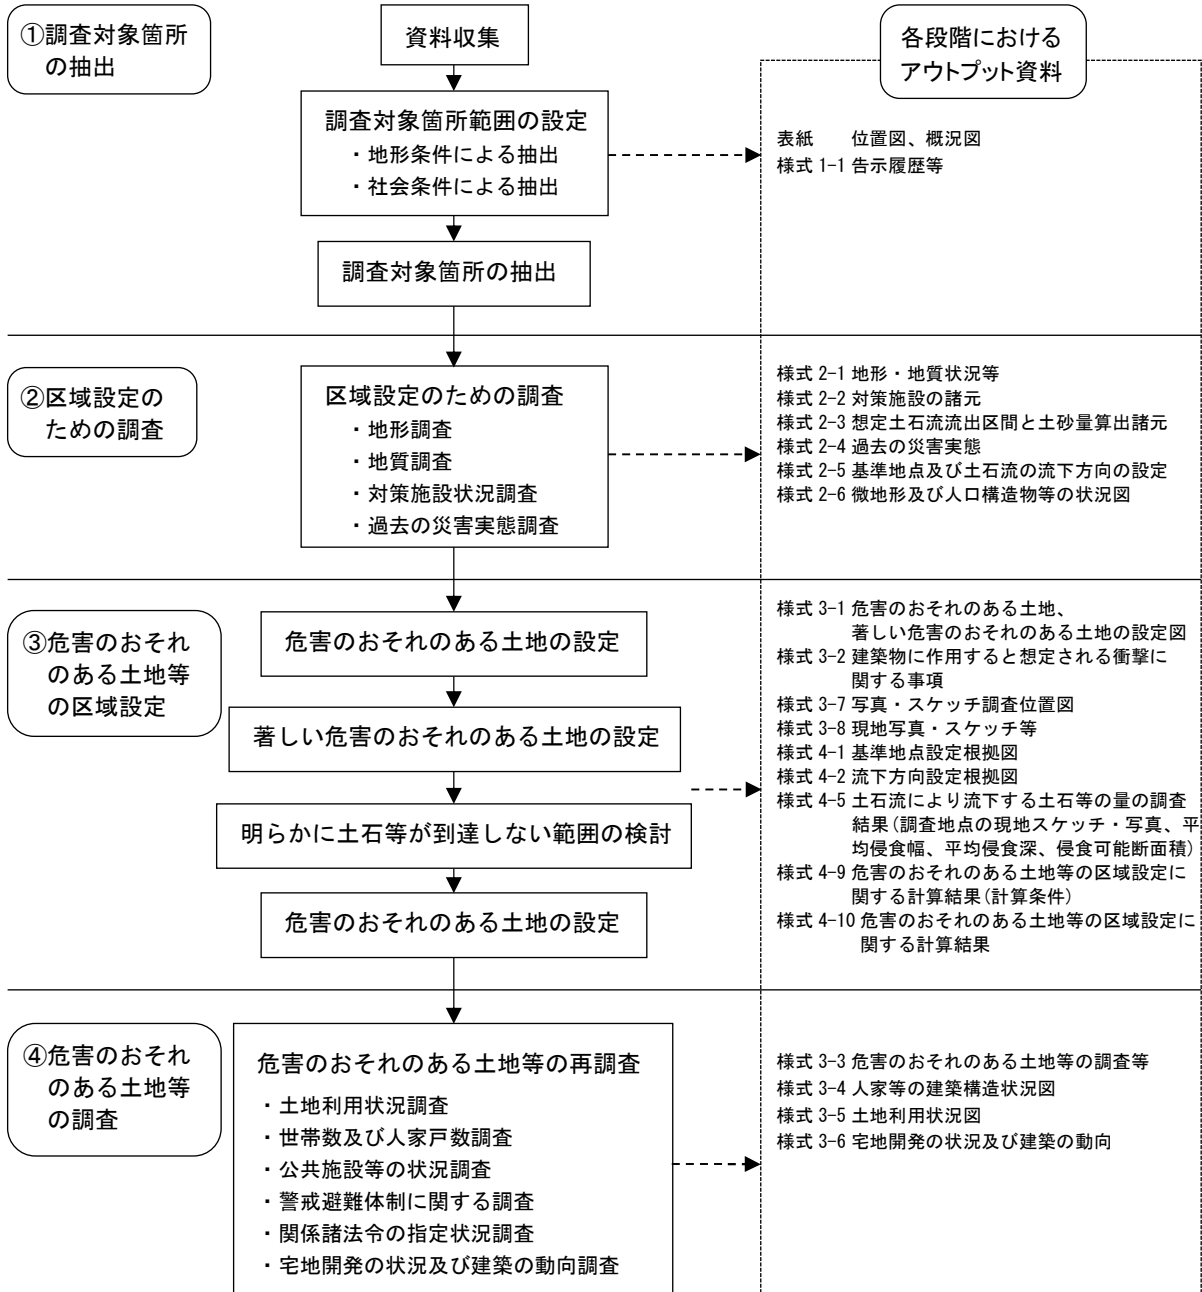 ①調査対象箇所
の抽出
資料収集
調査対象箇所範囲の設定
・地形条件による抽出
・社会条件による抽出
調査対象箇所の抽出
各段階における
アウトプット資料
表紙 位置図、概況図
様式 1-1 告示履歴等
②区域設定の
ための調査
区域設定のための調査
・地形調査
・地質調査
・対策施設状況調査
・過去の災害実態調査
様式 2-1 地形・地質状況等
様式 2-2 対策施設の諸元
様式 2-3 想定土石流流出区間と土砂量算出諸元
様式 2-4 過去の災害実態
様式 2-5 基準地点及び土石流の流下方向の設定
様式 2-6 微地形及び人口構造物等の状況図
③危害のおそれ
のある土地等
の区域設定
危害のおそれのある土地の設定
著しい危害のおそれのある土地の設定
明らかに土石等が到達しない範囲の検討
危害のおそれのある土地の設定
様式 3-1 危害のおそれのある土地、
著しい危害のおそれのある土地の設定図
様式 3-2 建築物に作用すると想定される衝撃に
関する事項
様式 3-7 写真・スケッチ調査位置図
様式 3-8 現地写真・スケッチ等
様式 4-1 基準地点設定根拠図
様式 4-2 流下方向設定根拠図
様式 4-5 土石流により流下する土石等の量の調査
結果(調査地点の現地スケッチ・写真、平
均侵食幅、平均侵食深、侵食可能断面積)
様式 4-9 危害のおそれのある土地等の区域設定に
関する計算結果(計算条件)
様式 4-10 危害のおそれのある土地等の区域設定に
関する計算結果
④危害のおそれ
のある土地等
の調査
危害のおそれのある土地等の再調査
・土地利用状況調査
・世帯数及び人家戸数調査
・公共施設等の状況調査
・警戒避難体制に関する調査
・関係諸法令の指定状況調査
・宅地開発の状況及び建築の動向調査
様式 3-3 危害のおそれのある土地等の調査等
様式 3-4 人家等の建築構造状況図
様式 3-5 土地利用状況図
様式 3-6 宅地開発の状況及び建築の動向